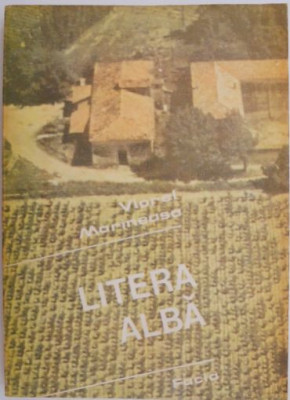 Viorel
Marineasa
LITERA
ALBĂ
Facla